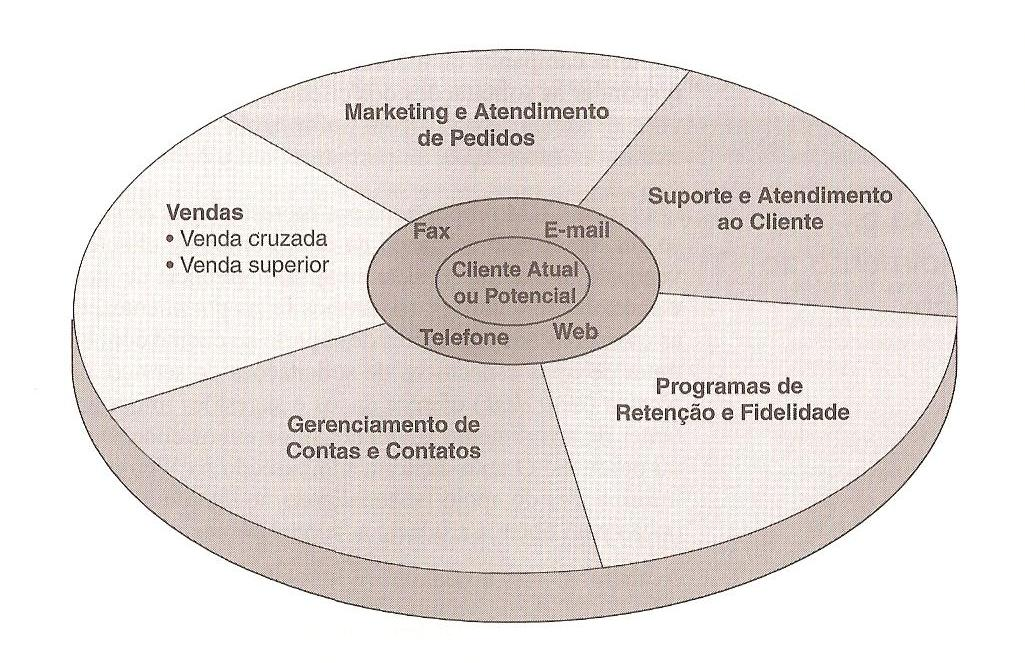 Marketing e Atendimento
de Pedidos
Suporte e Atendimento
ao Cliente
Vendas
• Venda cruzada
• Venda superior
Fax
E-mail
Cliente Atual
ou Potencial
Telefone
Web
Programas de
Retenção e Fidelidade
Gerenciamento de
Contas e Contatos